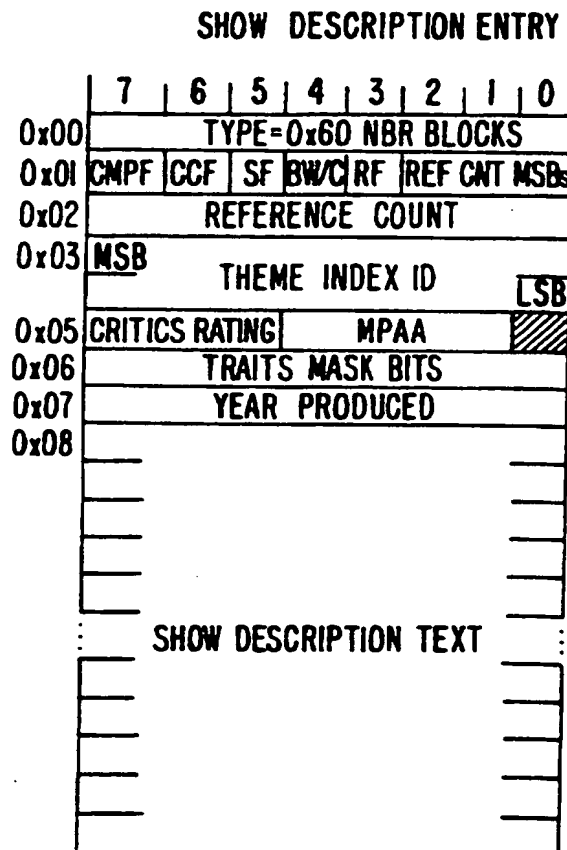 SHOW DESCRIPTION ENTRY
7 6 5 4 3 2 1 0
0x00 TYPE=0x60 NBR BLOCKS
0x01 CMPF CCF SF BW/C RF REF CNT MSBs
0x02 REFERENCE COUNT
0x03 MSB
THEME INDEX ID
LSB
0x05 CRITICS RATING MPAA
0x06 TRAITS MASK BITS
0x07 YEAR PRODUCED
0x08
SHOW DESCRIPTION TEXT